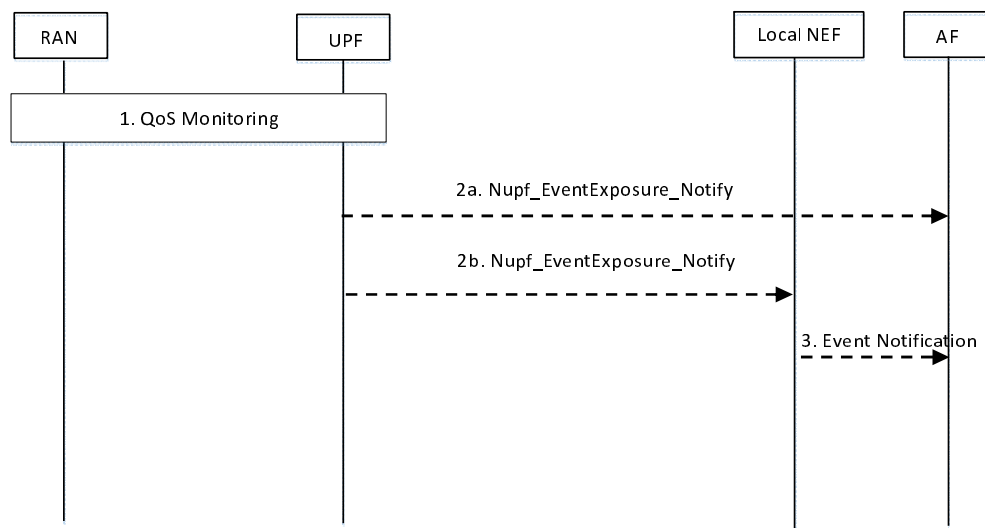 RAN
UPF
Local NEF
AF
1. QoS Monitoring
2a. Nupf_EventExposure_Notify
2b. Nupf_EventExposure_Notify
3. Event Notification